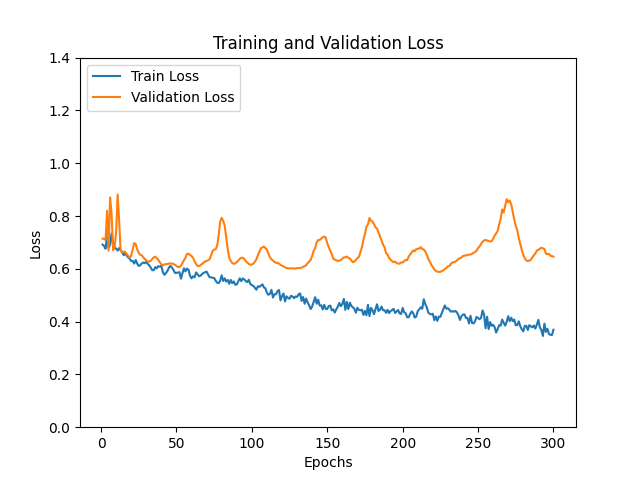 Training and Validation Loss
Train Loss
Validation Loss
1.4
1.2
1.0
0.8
0.6
0.4
0.2
0.0
Loss
0 50 100 150 200 250 300
Epochs